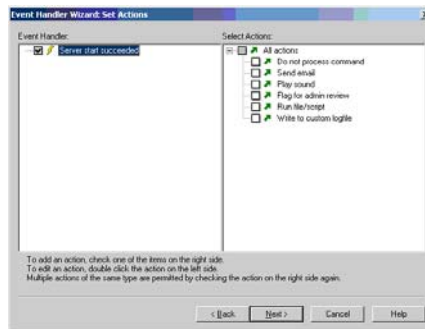 Event Handler Wizard: Set Actions
Event Handler:
Select Actions:
Server start succeeded
All actions
Do not process command
Send email
Play sound
Flag for admin review
Run file/script
Write to custom logfile
To add an action, check one of the items on the right side.
To edit an action, double click the action on the left side.
Multiple actions of the same type are permitted by checking the action on the right side again.
< Back
Next >
Cancel
Help